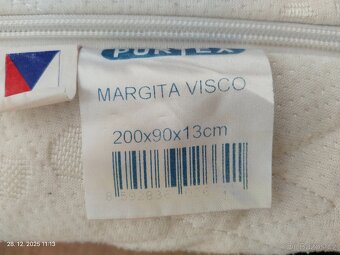 PURTEX
MARGITA VISCO
200x90x13cm
28. 12. 2025 11:13